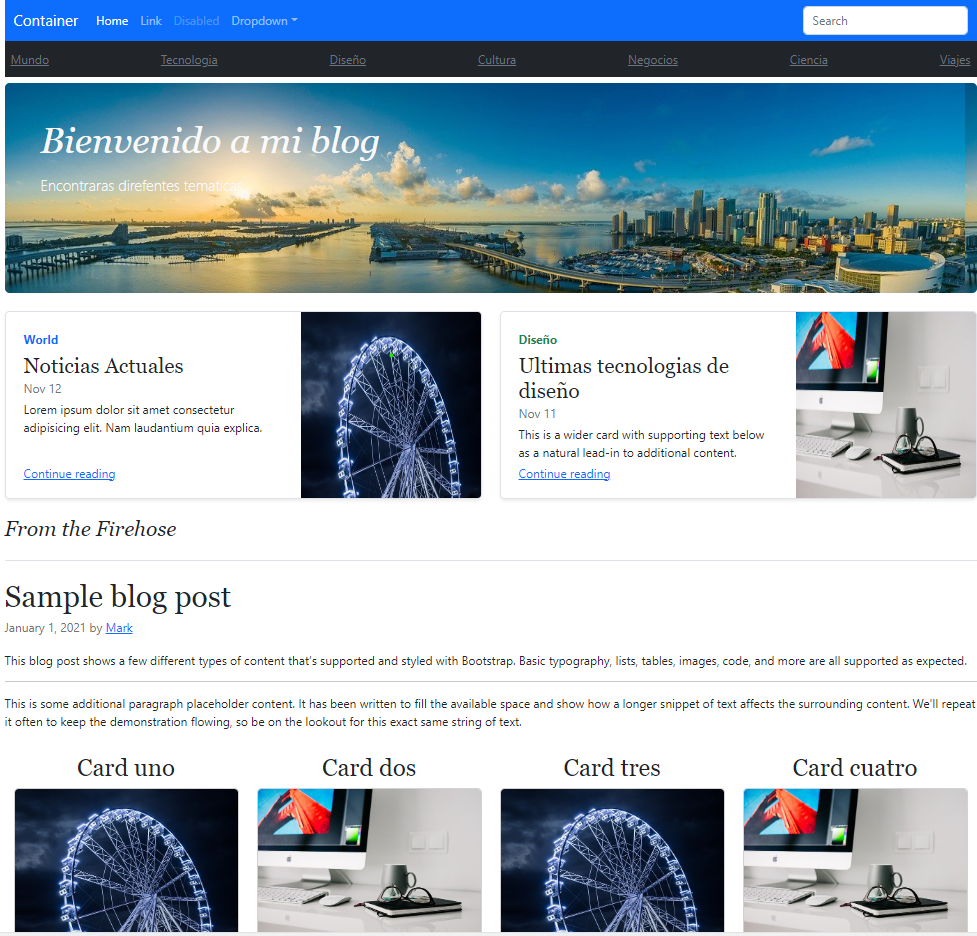 Container Home Link Disabled Dropdown Search
Mundo Tecnologia Diseño Cultura Negocios Ciencia Viajes
Bienvenido a mi blog
Encontraras direfentes tematicas
World
Noticias Actuales
Nov 12
Lorem ipsum dolor sit amet consectetur
adipisicing elit. Nam laudantium quia explica.
Continue reading
Diseño
Ultimas tecnologias de
diseño
Nov 11
This is a wider card with supporting text below
as a natural lead-in to additional content.
Continue reading
From the Firehose
Sample blog post
January 1, 2021 by Mark
This blog post shows a few different types of content that's supported and styled with Bootstrap. Basic typography, lists, tables, images, code, and more are all supported as expected.
This is some additional paragraph placeholder content. It has been written to fill the available space and show how a longer snippet of text affects the surrounding content. We'll repeat
it often to keep the demonstration flowing, so be on the lookout for this exact same string of text.
Card uno Card dos Card tres Card cuatro